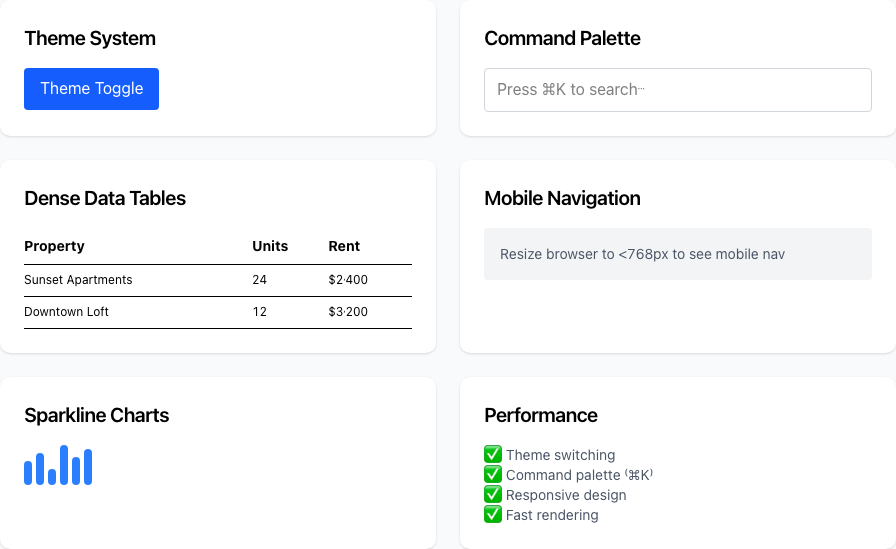 Theme System
Theme Toggle
Command Palette
Press ⌘K to search…
Dense Data Tables
Property Units Rent
Sunset Apartments 24 $2,400
Downtown Loft 12 $3,200
Mobile Navigation
Resize browser to <768px to see mobile nav
Sparkline Charts
Performance
✅ Theme switching
✅ Command palette (⌘K)
✅ Responsive design
✅ Fast rendering